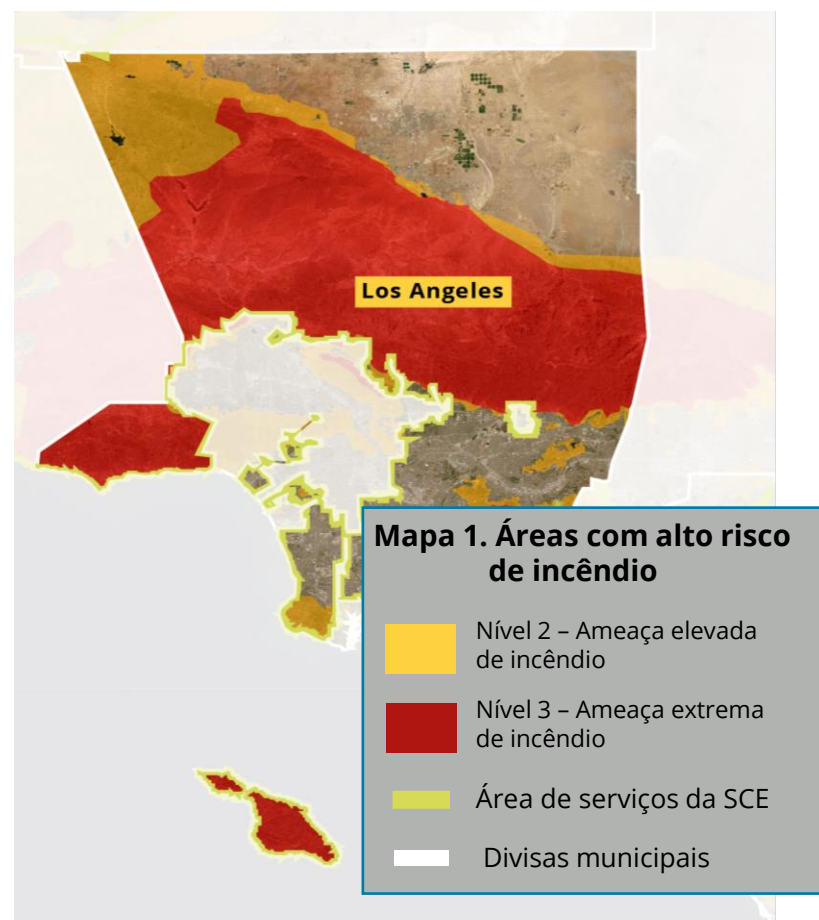 Los Angeles
Mapa 1. Áreas com alto risco
de incêndio
Nível 2 – Ameaça elevada
de incêndio
Nível 3 – Ameaça extrema
de incêndio
Área de serviços da SCE
Divisas municipais